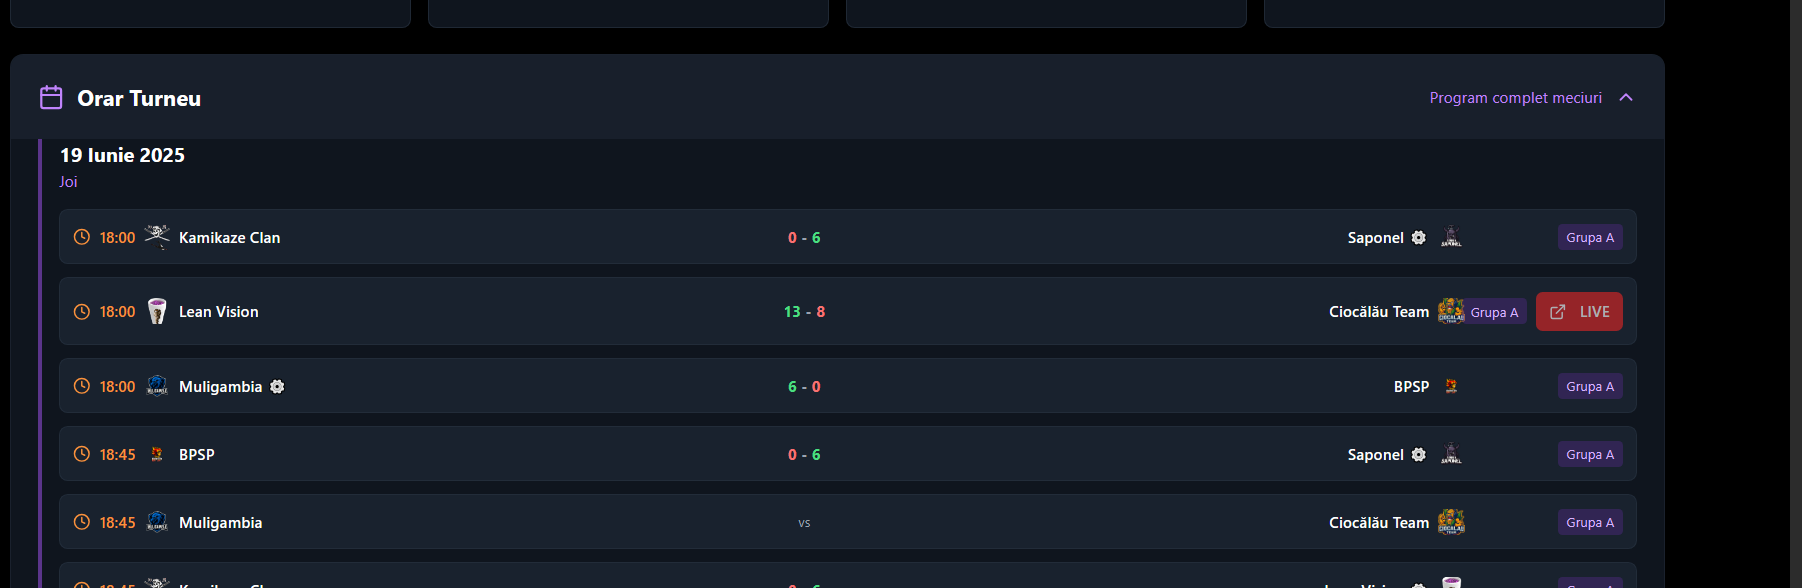 Orar Turneu
Program complet meciuri
19 Iunie 2025
Joi
18:00 Kamikaze Clan 0 - 6 Saponel Grupa A
18:00 Lean Vision 13 - 8 Ciocălău Team Grupa A LIVE
18:00 Muligambia 6 - 0 BPSP Grupa A
18:45 BPSP 0 - 6 Saponel Grupa A
18:45 Muligambia vs Ciocălău Team Grupa A